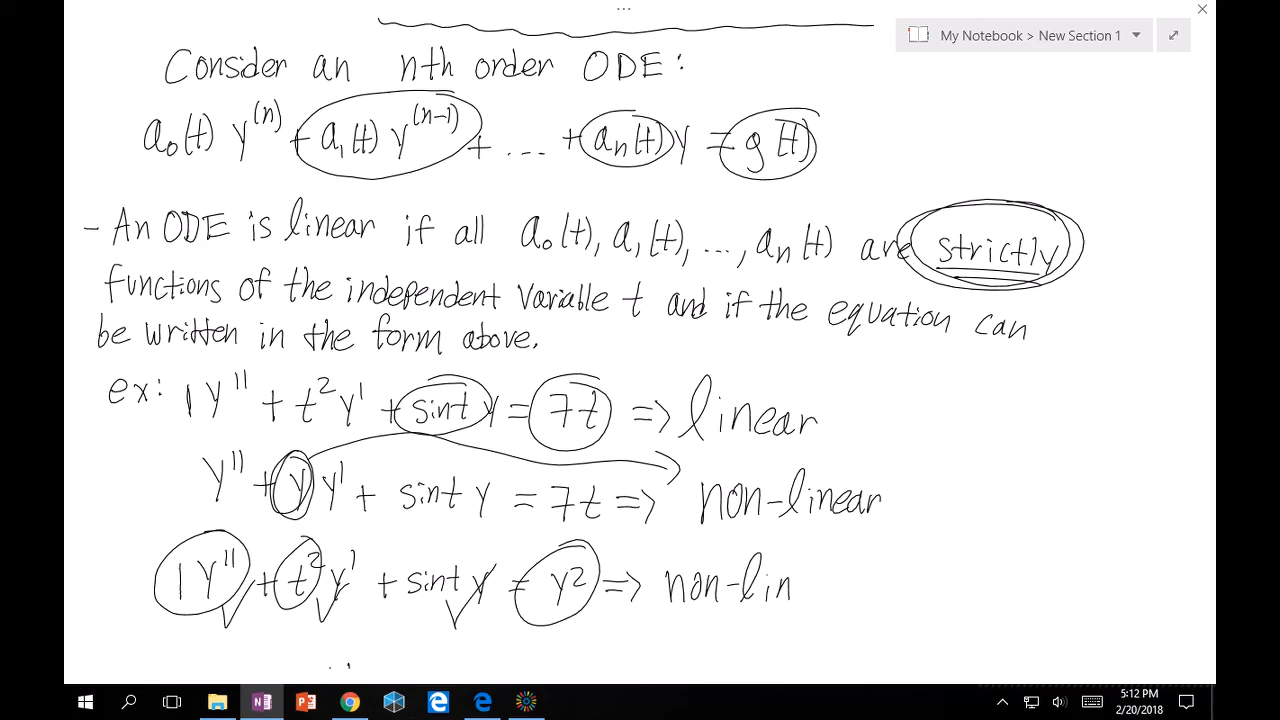 ...
My Notebook > New Section 1
Consider an nth order ODE:
a₀(t) y⁽ⁿ⁾ + a₁(t) y⁽ⁿ⁻¹⁾ + ... + aₙ(t) y = g(t)
- An ODE is linear if all a₀(t), a₁(t), ..., aₙ(t) are strictly
functions of the independent variable t and if the equation can
be written in the form above.
ex: 1y'' + t²y' + sint y = 7t => linear
y'' + y y' + sint y = 7t => non-linear
1y'' + t²y' + sint y = y² => non-lin
5:12 PM
2/20/2018